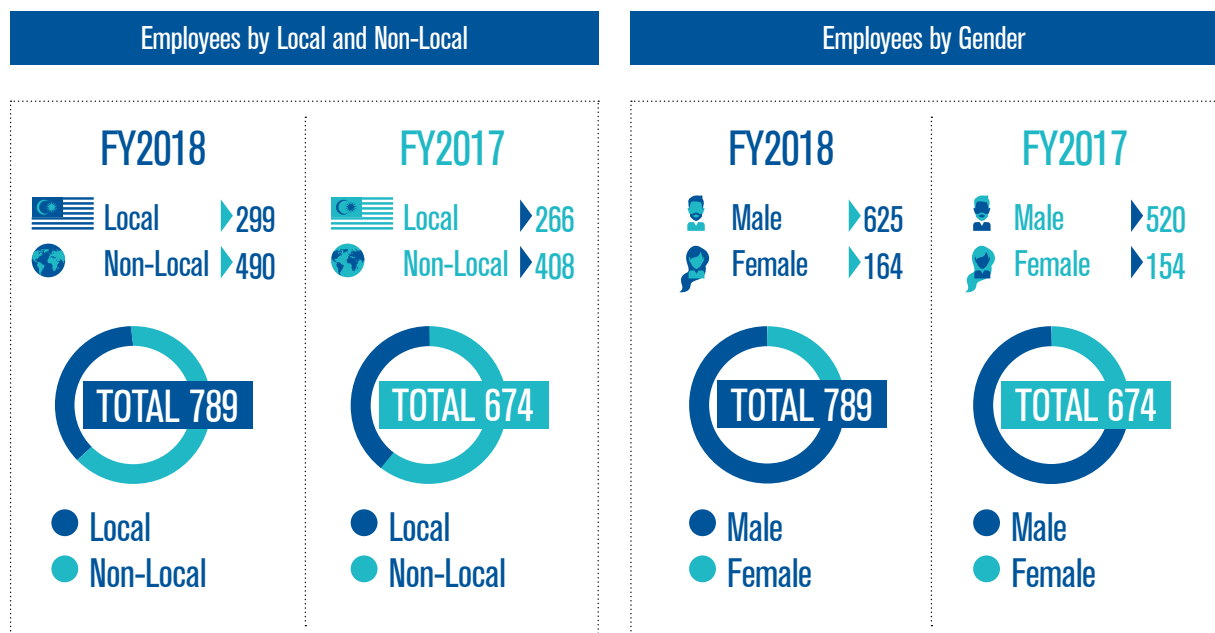 Employees by Local and Non-Local
FY2018
Local 299
Non-Local 490
TOTAL 789
Local
Non-Local
FY2017
Local 266
Non-Local 408
TOTAL 674
Local
Non-Local
Employees by Gender
FY2018
Male 625
Female 164
TOTAL 789
Male
Female
FY2017
Male 520
Female 154
TOTAL 674
Male
Female